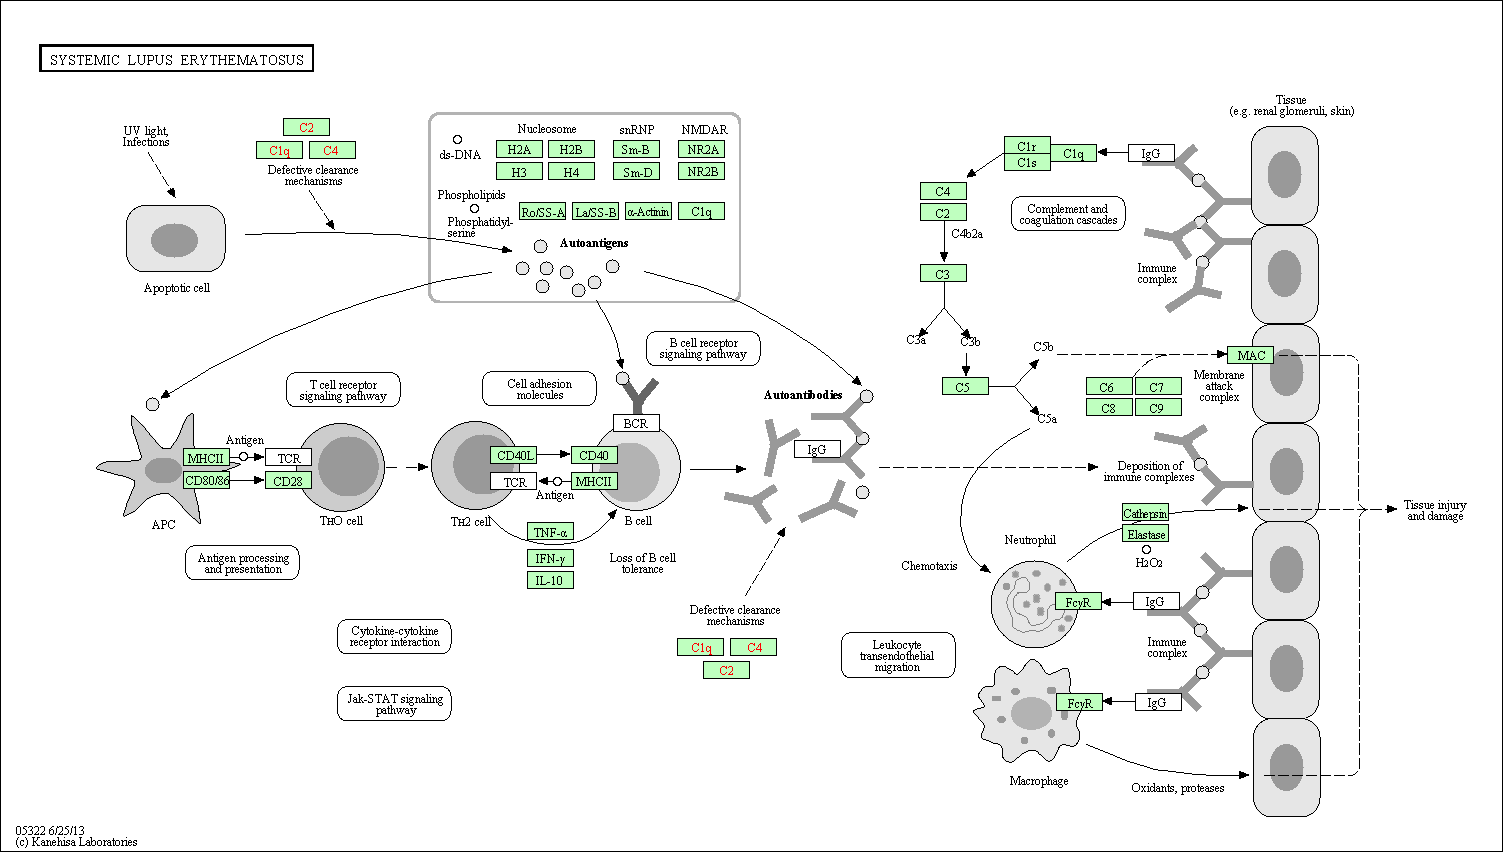 SYSTEMIC LUPUS ERYTHEMATOSUS
UV light,
Infections
C2
C1q
C4
Defective clearance
mechanisms
Apoptotic cell
ds-DNA
Nucleosome
snRNP
NMDAR
H2A
H2B
Sm-B
NR2A
H3
H4
Sm-D
NR2B
Phospholipids
Phosphatidyl-
serine
Ro/SS-A
La/SS-B
α-Actinin
C1q
Autoantigens
T cell receptor
signaling pathway
Cell adhesion
molecules
B cell receptor
signaling pathway
Antigen
MHCII
TCR
CD80/86
CD28
APC
TH0 cell
Antigen processing
and presentation
CD40L
CD40
TCR
MHCII
Antigen
BCR
TH2 cell
B cell
TNF-α
IFN-γ
IL-10
Loss of B cell
tolerance
Cytokine-cytokine
receptor interaction
Jak-STAT signaling
pathway
Autoantibodies
IgG
Defective clearance
mechanisms
C1q
C4
C2
Tissue
(e.g. renal glomeruli, skin)
C1r
C1s
C1q
IgG
C4
C2
C4b2a
Complement and
coagulation cascades
Immune
complex
C3
C3a
C3b
C5
C5b
C5a
MAC
Membrane
attack
complex
C6
C7
C8
C9
Deposition of
immune complexes
Tissue injury
and damage
Cathepsin
Elastase
H2O2
Neutrophil
Chemotaxis
FcγR
IgG
Immune
complex
Leukocyte
transendothelial
migration
FcγR
IgG
Macrophage
Oxidants, proteases
05322 6/25/13
(c) Kanehisa Laboratories